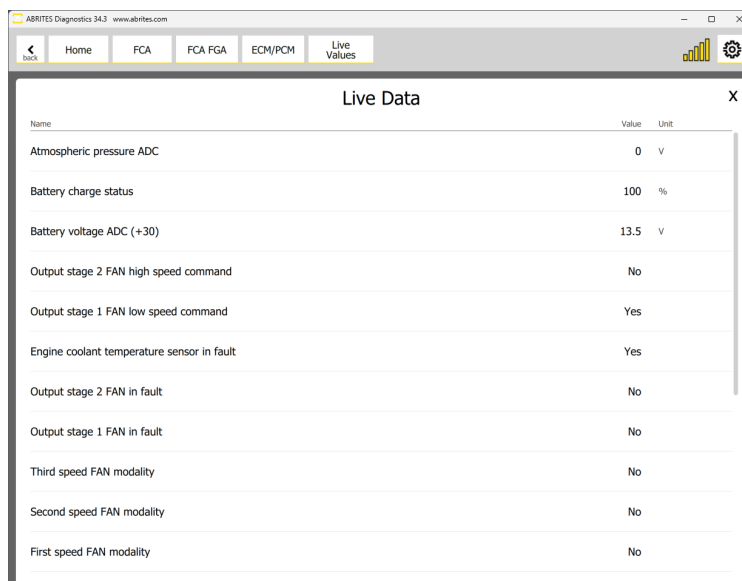 ABRITES Diagnostics 34.3 www.abrites.com
back
Home
FCA
FCA FGA
ECM/PCM
Live
Values
Live Data
X
Name Value Unit
Atmospheric pressure ADC 0 V
Battery charge status 100 %
Battery voltage ADC (+30) 13.5 V
Output stage 2 FAN high speed command No
Output stage 1 FAN low speed command Yes
Engine coolant temperature sensor in fault Yes
Output stage 2 FAN in fault No
Output stage 1 FAN in fault No
Third speed FAN modality No
Second speed FAN modality No
First speed FAN modality No